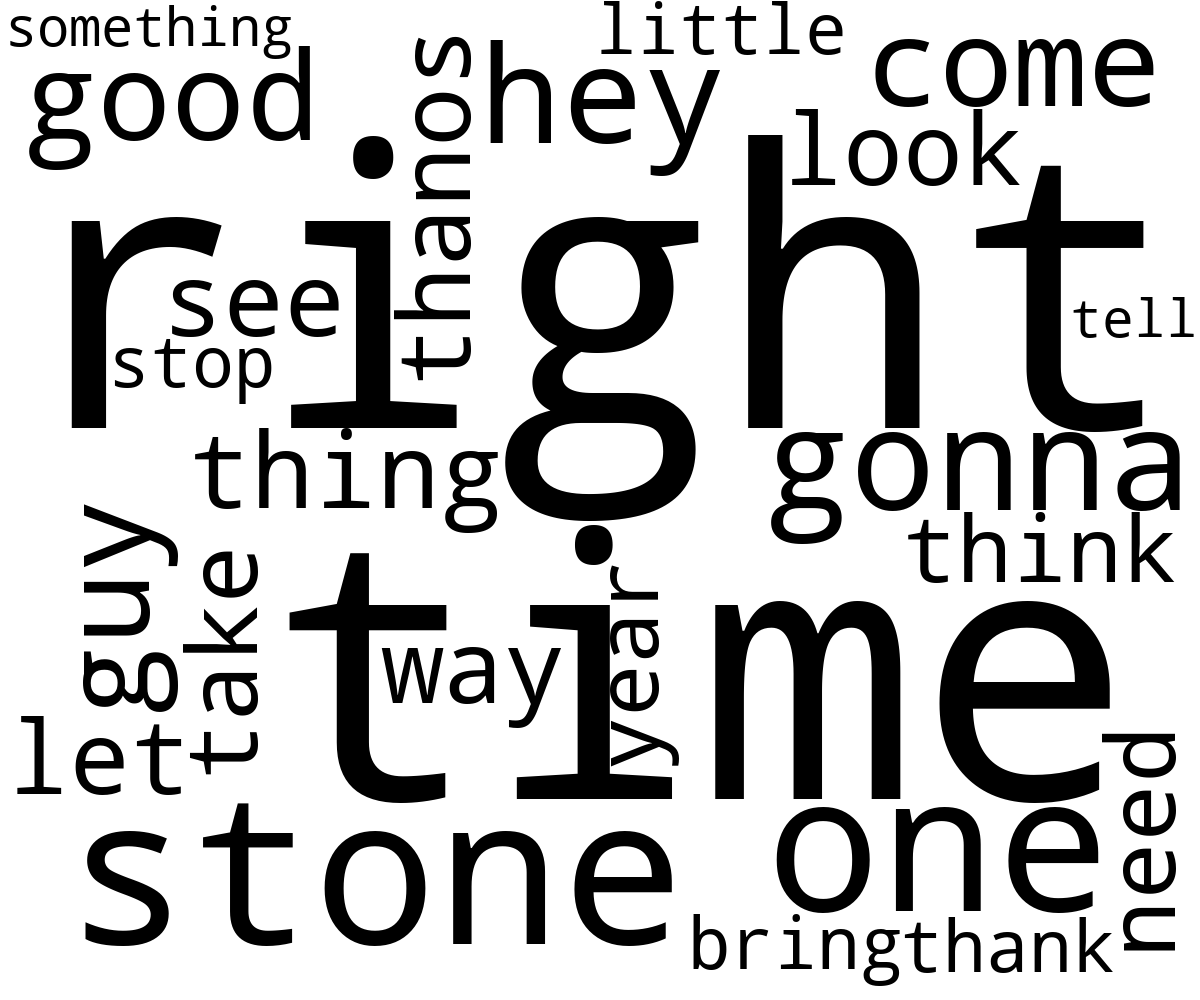 something
little
good
hey
come
thanos
look
right
see
tell
stop
thing
gonna
guy
think
take
time
way
year
let
need
stone
one
bring
thank